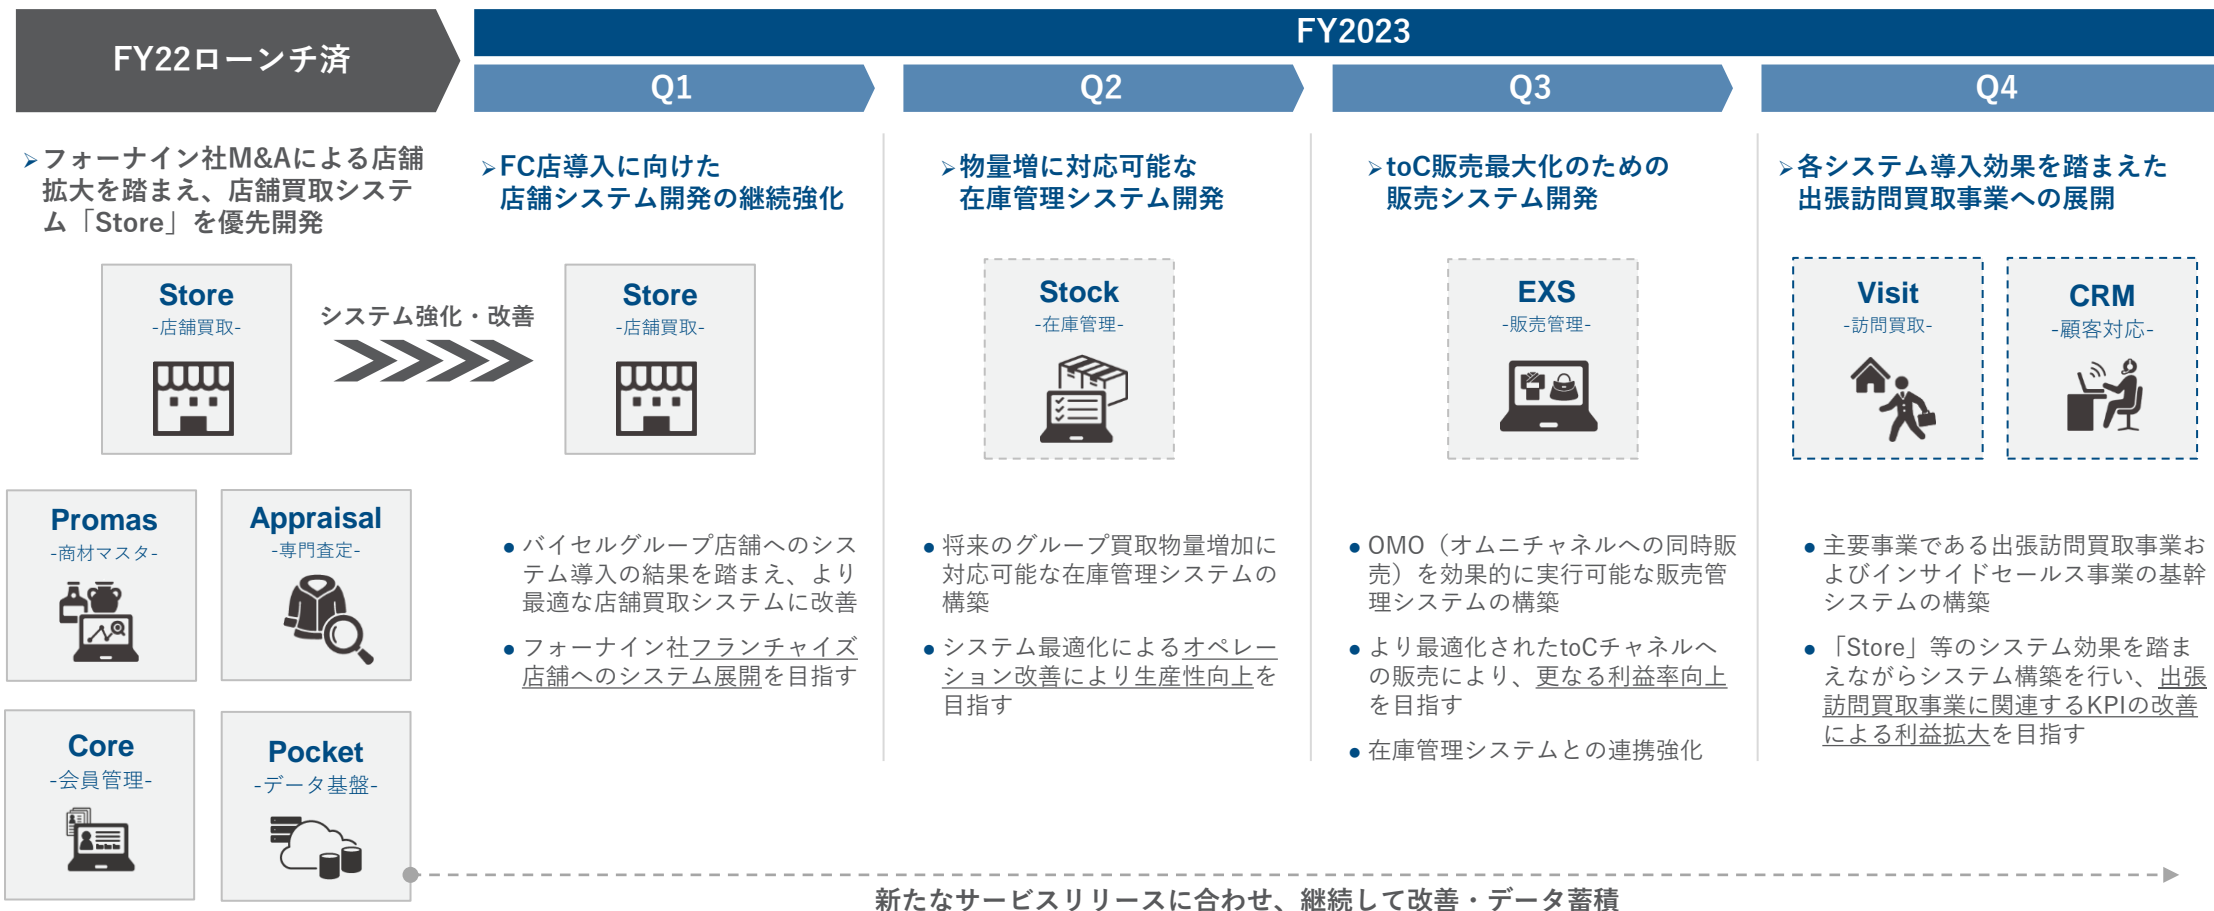 FY22ローンチ済
FY2023
Q1
Q2
Q3
Q4
➢フォーナイン社M&Aによる店舗
拡大を踏まえ、店舗買取システ
ム「Store」を優先開発
Store
-店舗買取-
システム強化・改善
Promas
-商材マスタ-
Appraisal
-専門査定-
Core
-会員管理-
Pocket
-データ基盤-
➢FC店導入に向けた
店舗システム開発の継続強化
Store
-店舗買取-
●バイセルグループ店舗へのシス
テム導入の結果を踏まえ、より
最適な店舗買取システムに改善
●フォーナイン社フランチャイズ
店舗へのシステム展開を目指す
➢物量増に対応可能な
在庫管理システム開発
Stock
-在庫管理-
●将来のグループ買取物量増加に
対応可能な在庫管理システムの
構築
●システム最適化によるオペレー
ション改善により生産性向上を
目指す
➢toC販売最大化のための
販売システム開発
EXS
-販売管理-
●OMO（オムニチャネルへの同時販
売）を効果的に実行可能な販売管
理システムの構築
●より最適化されたtoCチャネルへ
の販売により、更なる利益率向上
を目指す
●在庫管理システムとの連携強化
➢各システム導入効果を踏まえた
出張訪問買取事業への展開
Visit
-訪問買取-
CRM
-顧客対応-
●主要事業である出張訪問買取事業お
よびインサイドセールス事業の基幹
システムの構築
●「Store」等のシステム効果を踏ま
えながらシステム構築を行い、出張
訪問買取事業に関連するKPIの改善
による利益拡大を目指す
新たなサービスリリースに合わせ、継続して改善・データ蓄積